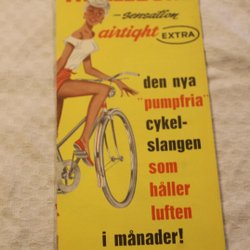 -sensation
airtight EXTRA
den nya
"pumpfria"
cykel-
slangen
som
håller
luften
i månader!